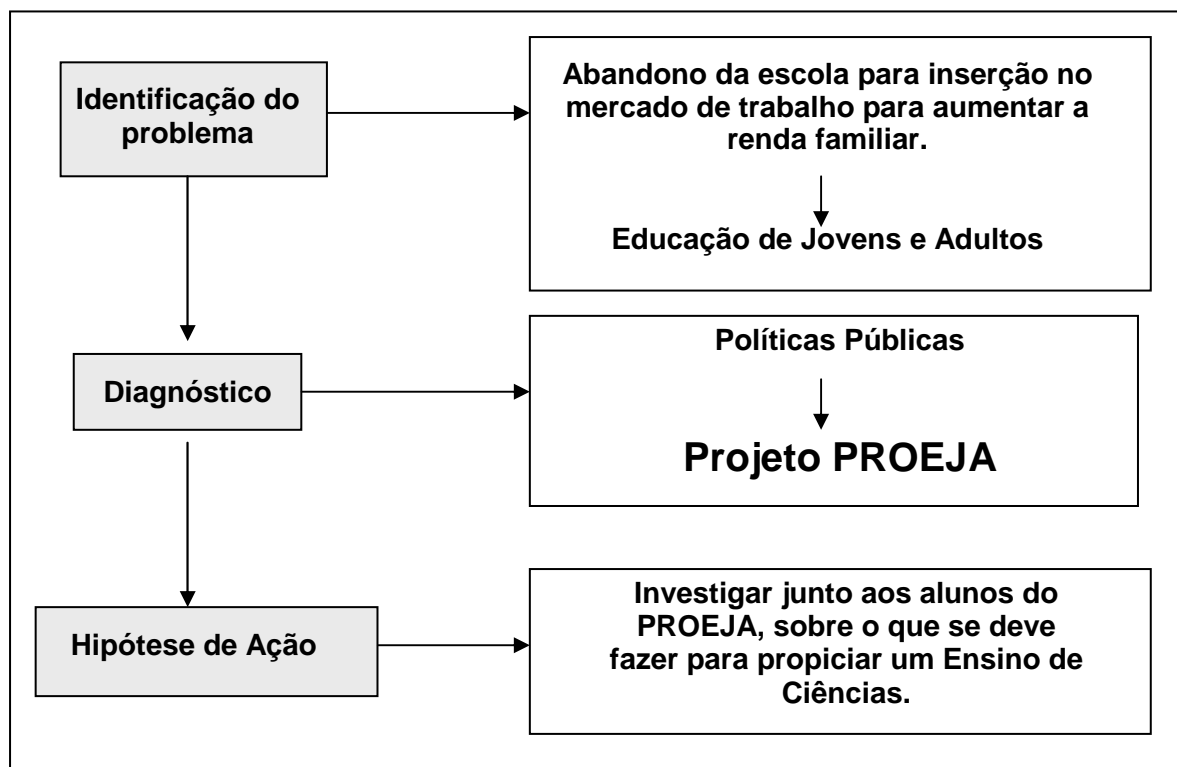 Identificação do
problema
Abandono da escola para inserção no
mercado de trabalho para aumentar a
renda familiar.
Educação de Jovens e Adultos
Diagnóstico
Políticas Públicas
Projeto PROEJA
Hipótese de Ação
Investigar junto aos alunos do
PROEJA, sobre o que se deve
fazer para propiciar um Ensino de
Ciências.